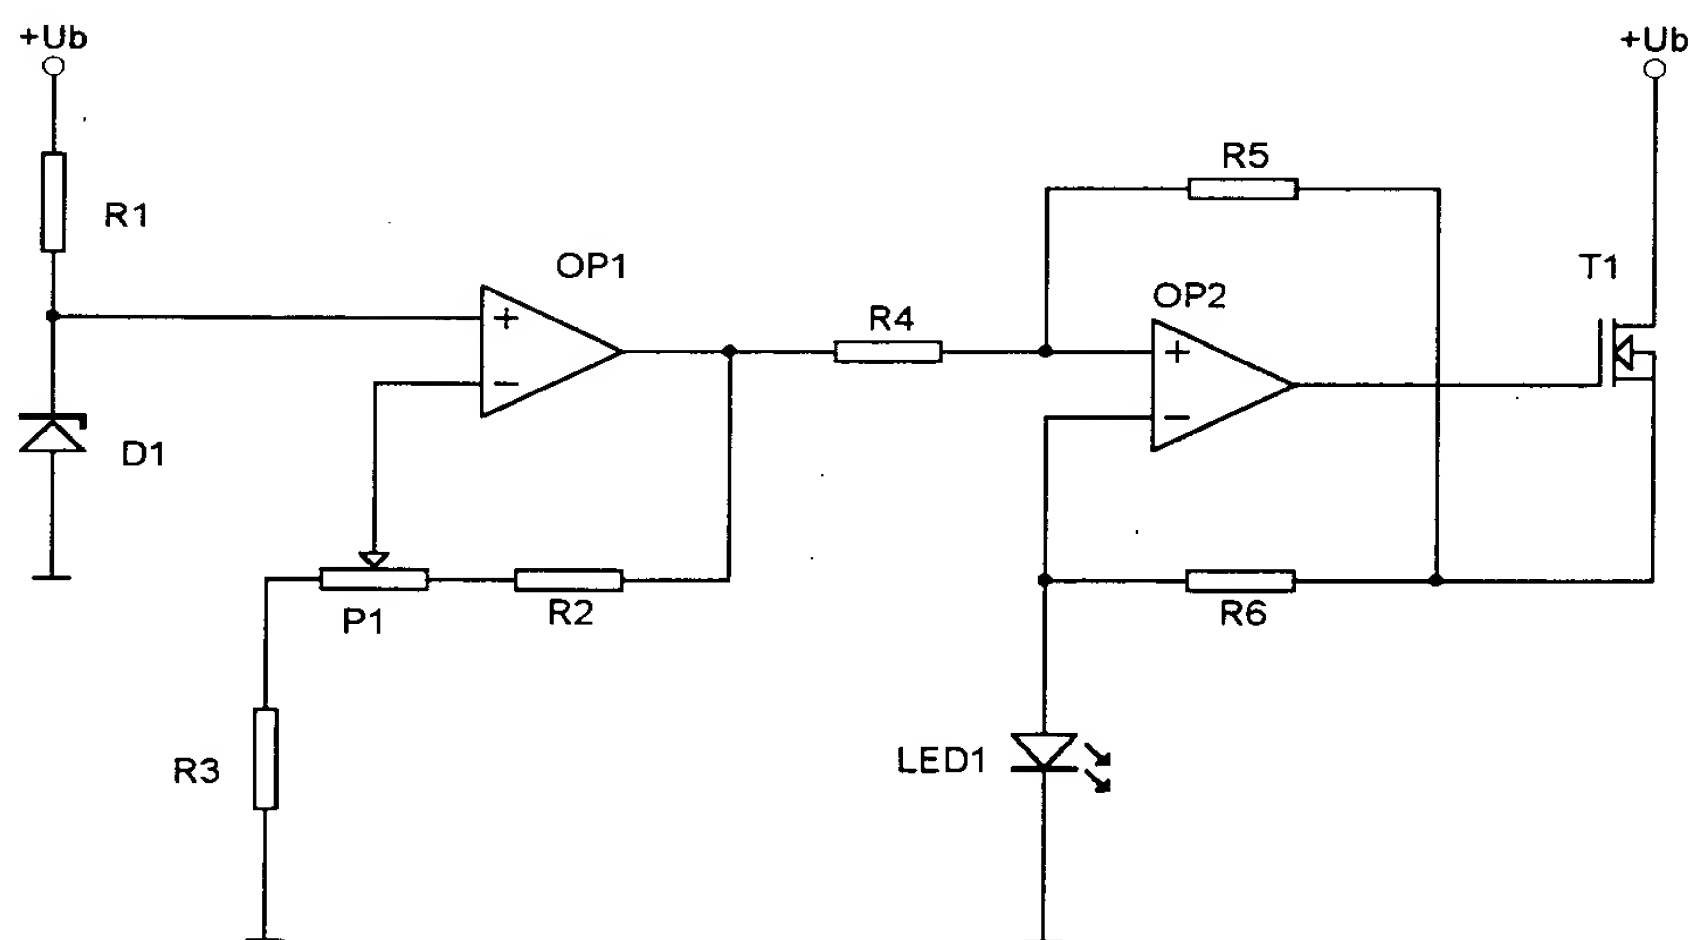 +Ub
+Ub
R1
R5
T1
OP1
OP2
R4
+
+
−
−
D1
P1
R2
R6
R3
LED1